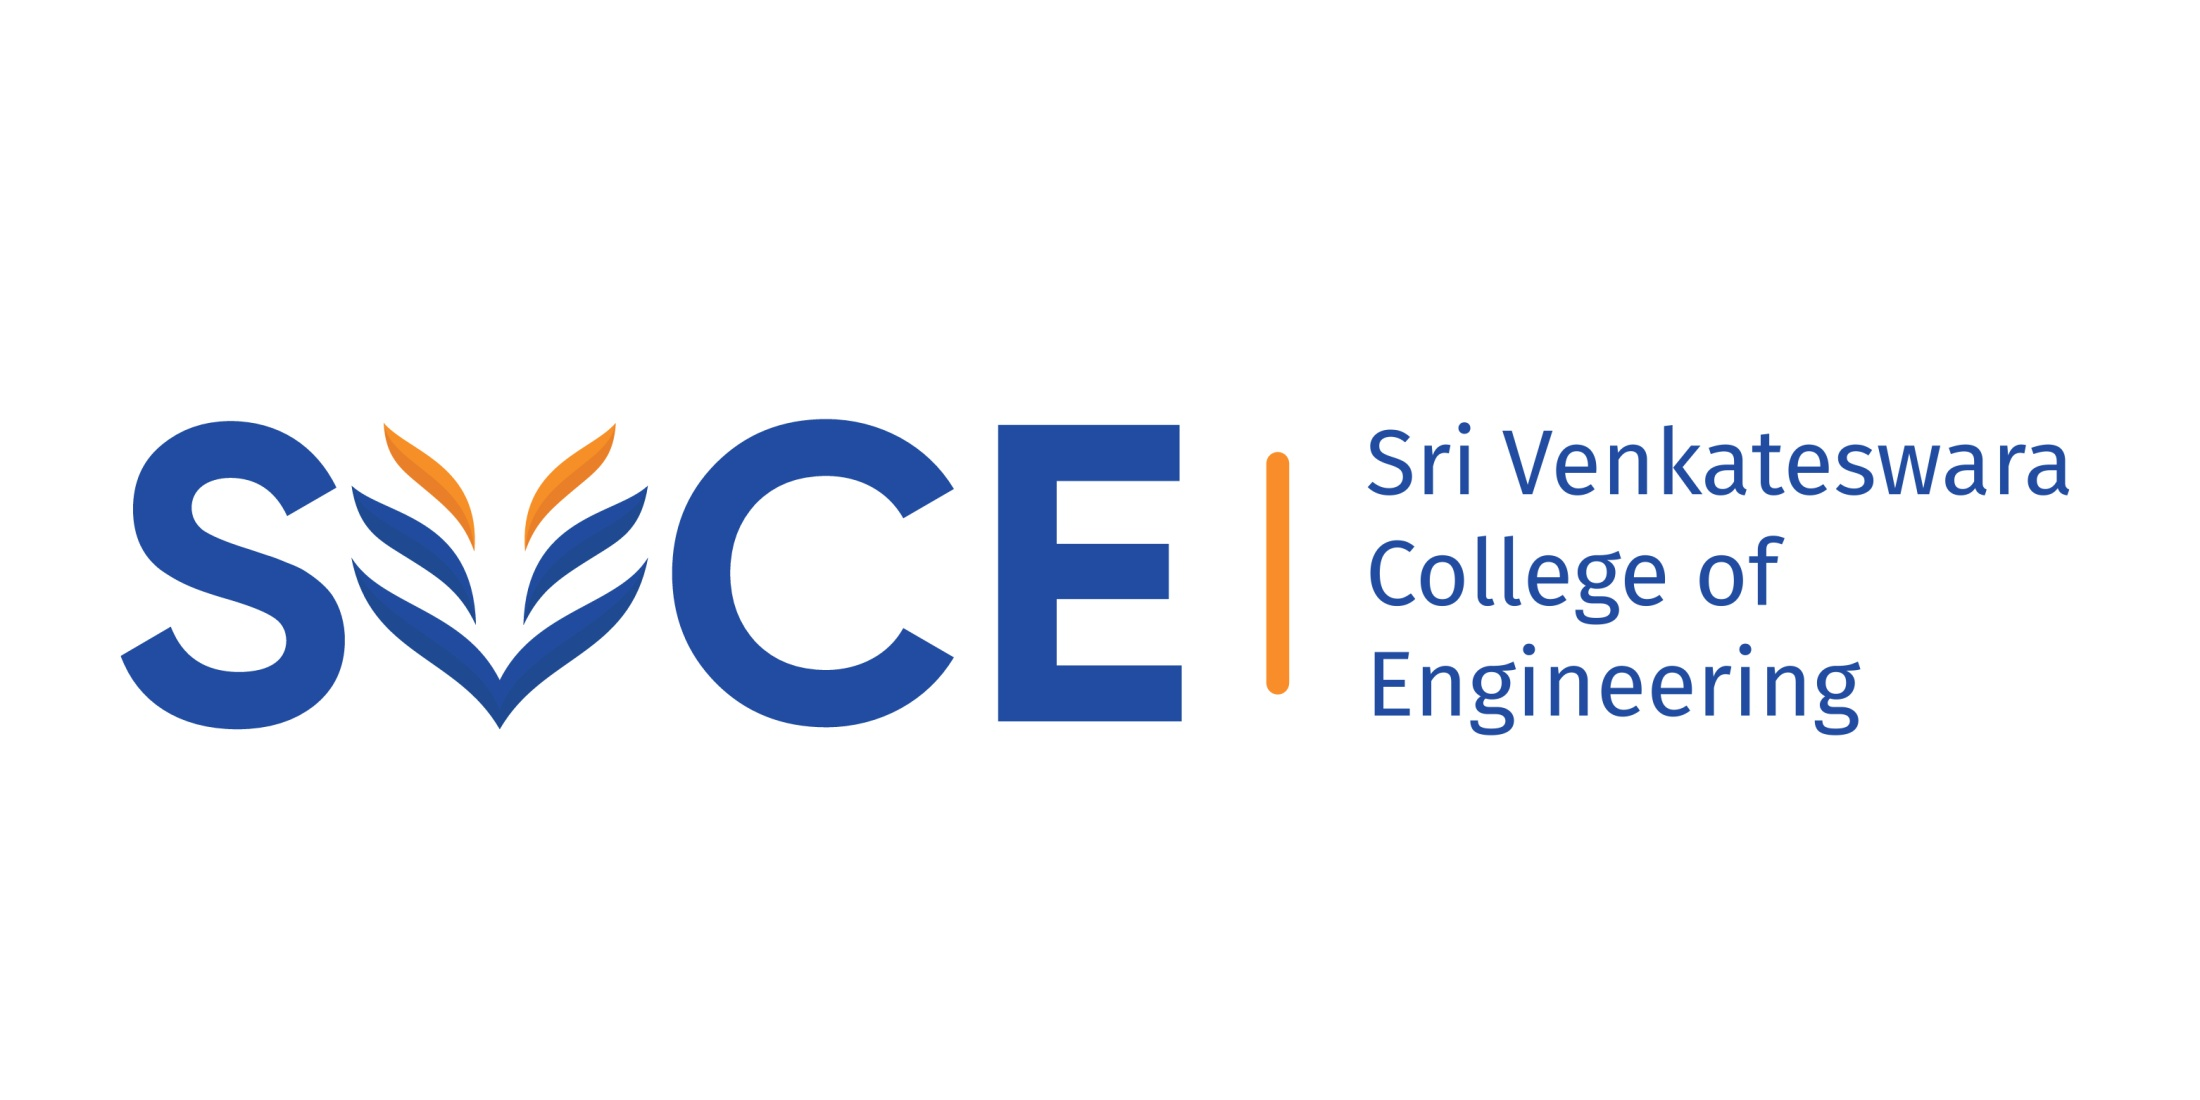 SVCE
Sri Venkateswara
College of
Engineering